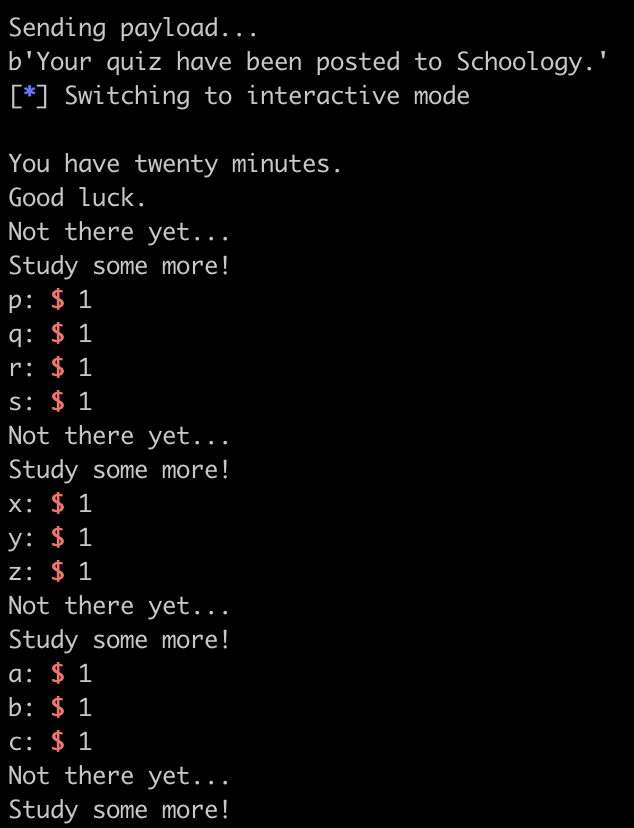 Sending payload...
b'Your quiz have been posted to Schoology.'
[*] Switching to interactive mode
You have twenty minutes.
Good luck.
Not there yet...
Study some more!
p: $ 1
q: $ 1
r: $ 1
s: $ 1
Not there yet...
Study some more!
x: $ 1
y: $ 1
z: $ 1
Not there yet...
Study some more!
a: $ 1
b: $ 1
c: $ 1
Not there yet...
Study some more!